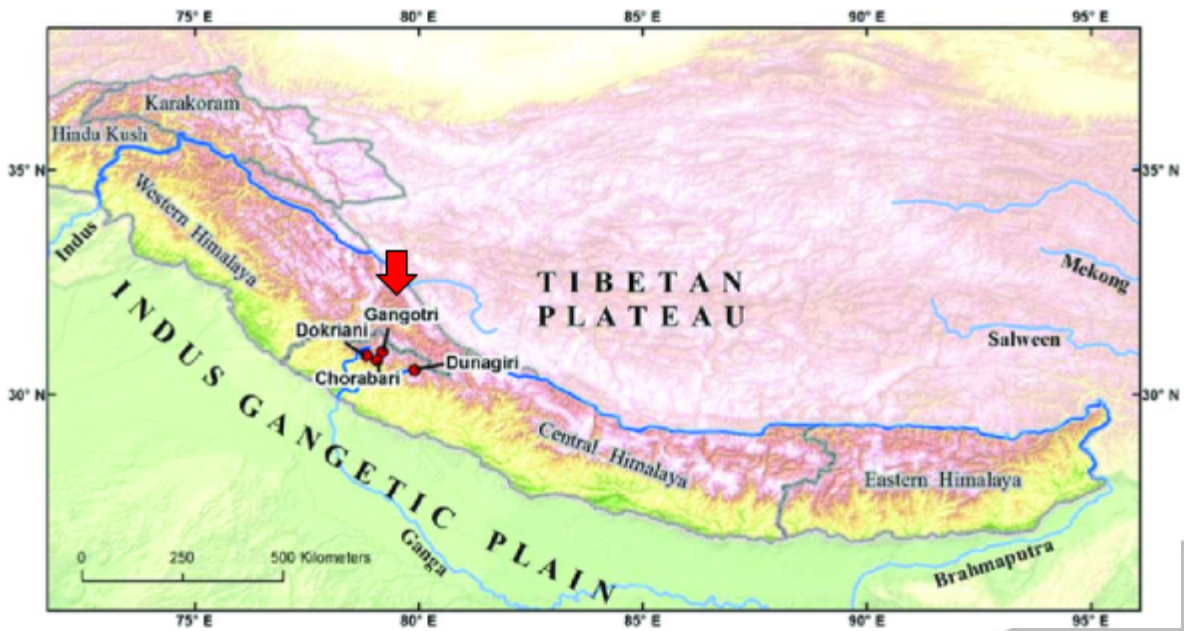 75° E 80° E 85° E 90° E 95° E
Karakoram
Hindu Kush
35° N 35° N
Western Himalaya
Indus
Mekong
TIBETAN
PLATEAU
Gangotri
Dokriani
Salween
Dunagiri
Chorabari
30° N 30° N
INDUS GANGETIC PLAIN
Central Himalaya
Eastern Himalaya
Ganga
Brahmaputra
0 250 500 Kilometers
75° E 80° E 85° E 90° E 95° E